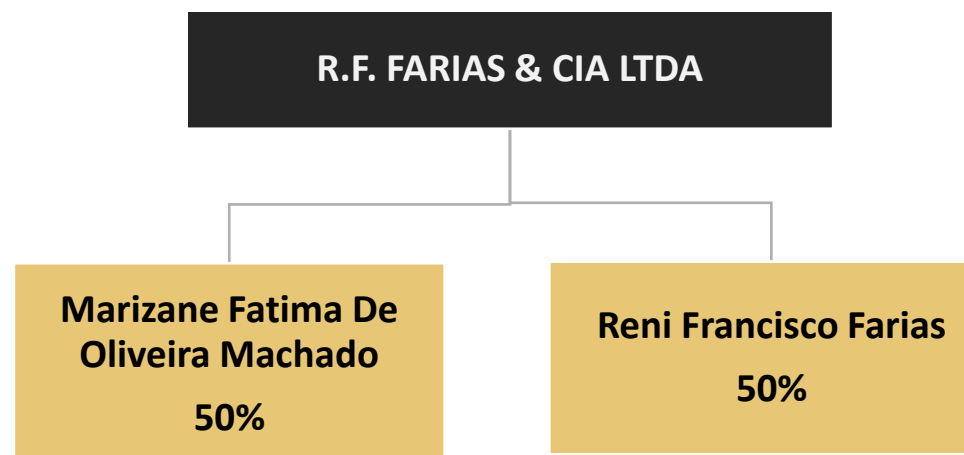 R.F. FARIAS & CIA LTDA
Marizane Fatima De
Oliveira Machado
50%
Reni Francisco Farias
50%